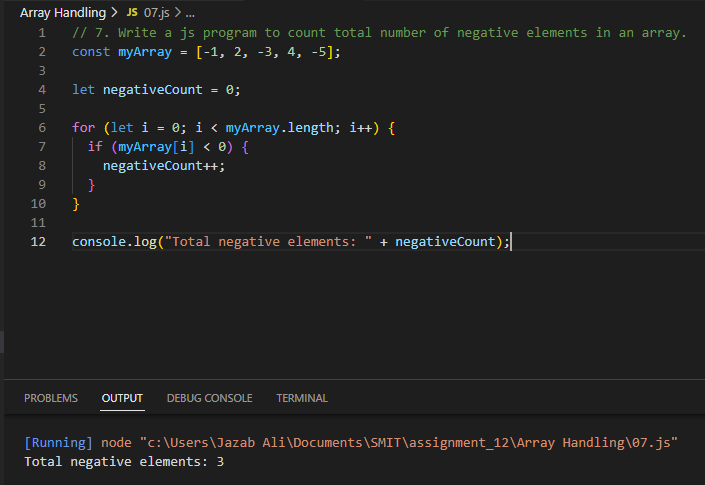 Array Handling > JS 07.js > ...
1 // 7. Write a js program to count total number of negative elements in an array.
2 const myArray = [-1, 2, -3, 4, -5];
3
4 let negativeCount = 0;
5
6 for (let i = 0; i < myArray.length; i++) {
7 if (myArray[i] < 0) {
8 negativeCount++;
9 }
10 }
11
12 console.log("Total negative elements: " + negativeCount);
PROBLEMS OUTPUT DEBUG CONSOLE TERMINAL
[Running] node "c:\Users\Jazab Ali\Documents\SMIT\assignment_12\Array Handling\07.js"
Total negative elements: 3